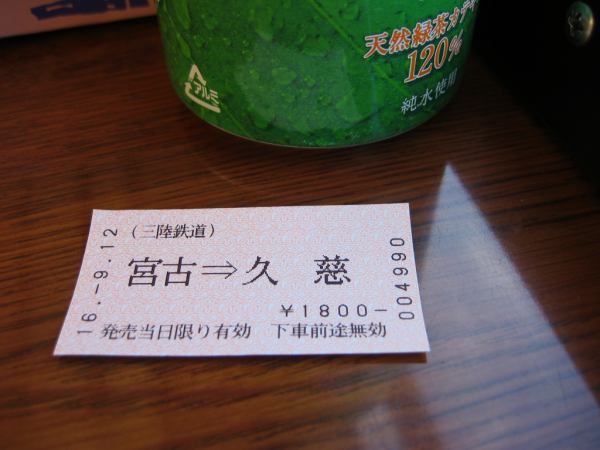 天然緑茶カテ
120%
純水使用
アルミ
(三陸鉄道)
宮古⇒久 慈
¥1800-
発売当日限り有効 下車前途無効
16.-9.12
004990